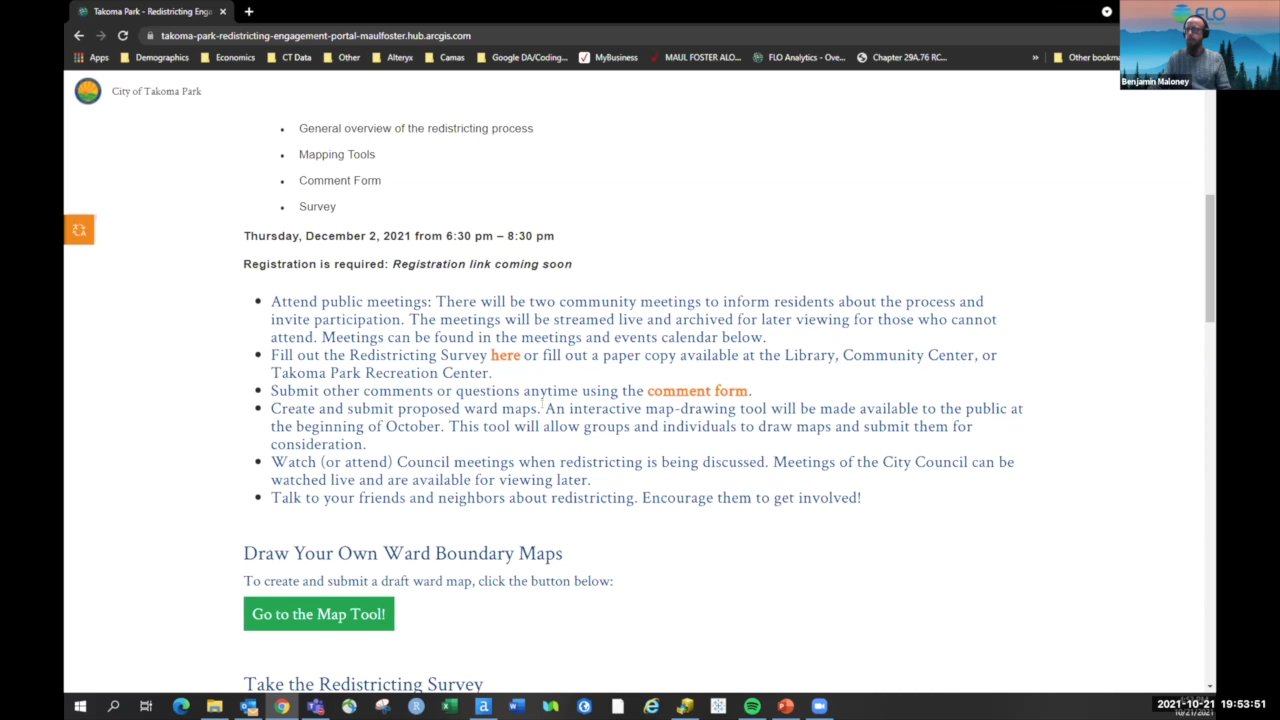 Takoma Park - Redistricting Eng
takoma-park-redistricting-engagement-portal-maulfoster.hub.arcgis.com
Apps Demographics Economics CT Data Other Alteryx Camas Google DA/Coding... MyBusiness MAUL FOSTER ALO... FLO Analytics - Ove... Chapter 29A.76 RC... » Other bookma
FLO
Benjamin Maloney
City of Takoma Park
• General overview of the redistricting process
• Mapping Tools
• Comment Form
• Survey
Thursday, December 2, 2021 from 6:30 pm – 8:30 pm
Registration is required: Registration link coming soon
• Attend public meetings: There will be two community meetings to inform residents about the process and
invite participation. The meetings will be streamed live and archived for later viewing for those who cannot
attend. Meetings can be found in the meetings and events calendar below.
• Fill out the Redistricting Survey here or fill out a paper copy available at the Library, Community Center, or
Takoma Park Recreation Center.
• Submit other comments or questions anytime using the comment form.
• Create and submit proposed ward maps. An interactive map-drawing tool will be made available to the public at
the beginning of October. This tool will allow groups and individuals to draw maps and submit them for
consideration.
• Watch (or attend) Council meetings when redistricting is being discussed. Meetings of the City Council can be
watched live and are available for viewing later.
• Talk to your friends and neighbors about redistricting. Encourage them to get involved!
Draw Your Own Ward Boundary Maps
To create and submit a draft ward map, click the button below:
Go to the Map Tool!
Take the Redistricting Survey
2021-10-21 19:53:51